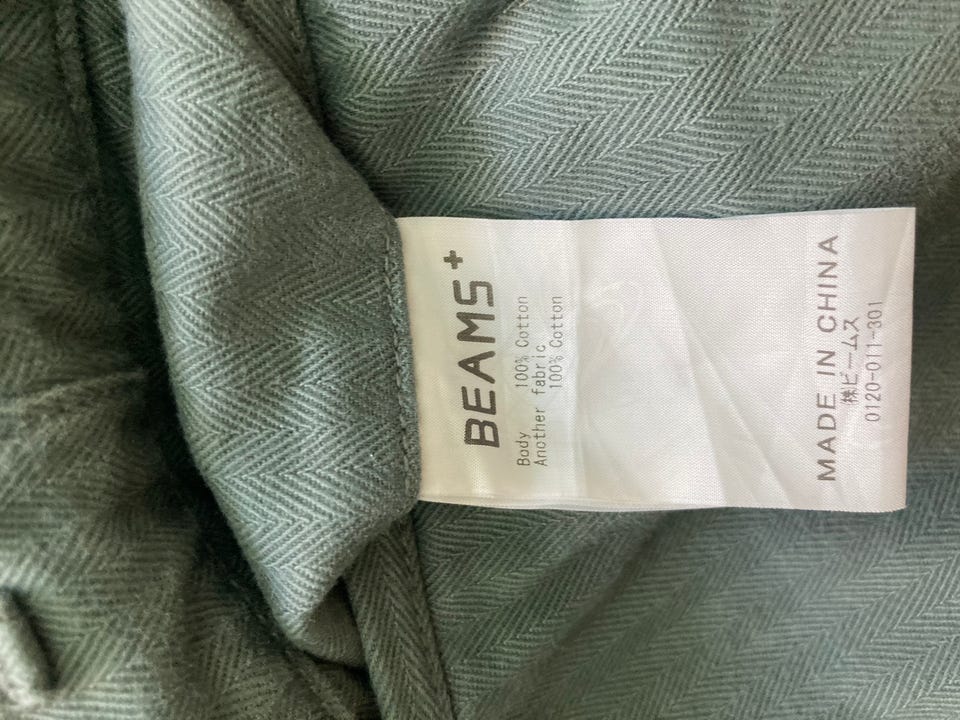 BEAMS+
Body 100% Cotton
Another fabric
100% Cotton
MADE IN CHINA
㈱ビームス
0120-011-301